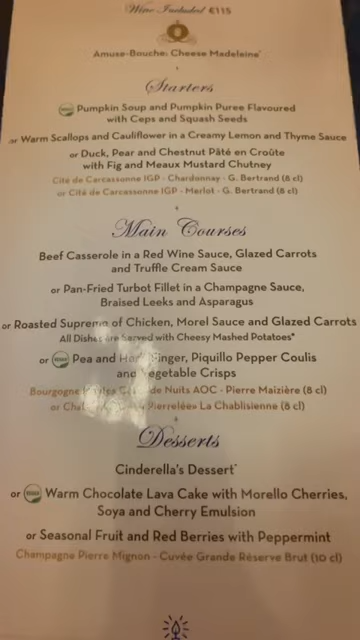 Wine Included €115
Amuse-Bouche: Cheese Madeleine*
Starters
Pumpkin Soup and Pumpkin Puree Flavoured
with Ceps and Squash Seeds
or Warm Scallops and Cauliflower in a Creamy Lemon and Thyme Sauce
or Duck, Pear and Chestnut Pâté en Croûte
with Fig and Meaux Mustard Chutney
Cité de Carcassonne IGP - Chardonnay - G. Bertrand (8 cl)
or Cité de Carcassonne IGP - Merlot - G. Bertrand (8 cl)
Main Courses
Beef Casserole in a Red Wine Sauce, Glazed Carrots
and Truffle Cream Sauce
or Pan-Fried Turbot Fillet in a Champagne Sauce,
Braised Leeks and Asparagus
or Roasted Supreme of Chicken, Morel Sauce and Glazed Carrots
All Dishes are Served with Cheesy Mashed Potatoes*
or Pea and Finger, Piquillo Pepper Coulis
and Vegetable Crisps
Bourgogne de Nuits AOC - Pierre Maizière (8 cl)
or Pierrelée» La Chablisienne (8 cl)
Desserts
Cinderella's Dessert*
or Warm Chocolate Lava Cake with Morello Cherries,
Soya and Cherry Emulsion
or Seasonal Fruit and Red Berries with Peppermint
Champagne Pierre Mignon - Cuvée Grande Réserve Brut (10 cl)